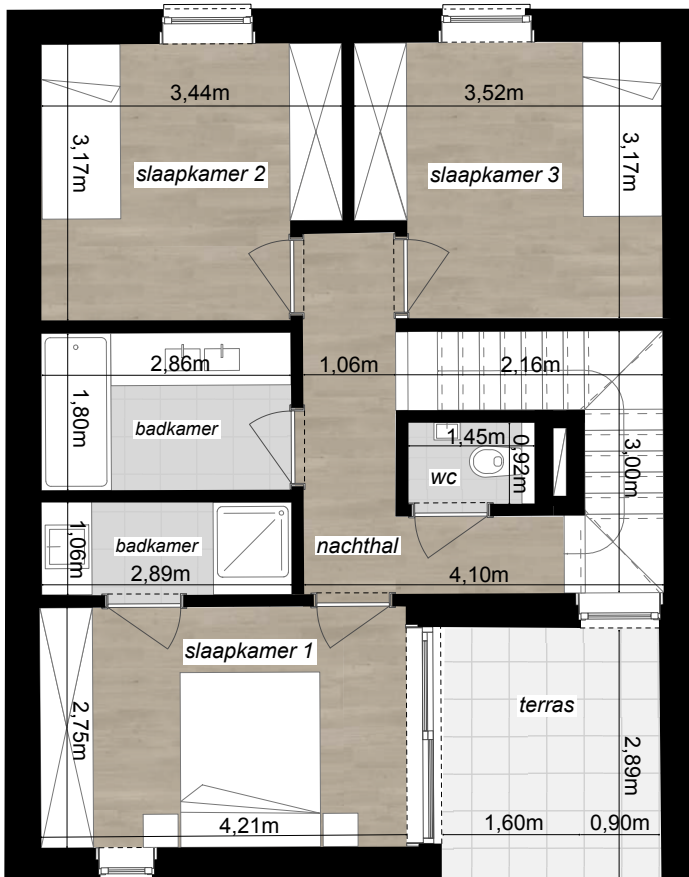 3,44m
3,52m
3,17m
slaapkamer 2
slaapkamer 3
3,17m
2,86m
1,06m
2,16m
1,80m
badkamer
1,45m
0,92m
3,00m
wc
1,06m
badkamer
nachthal
2,89m
4,10m
slaapkamer 1
terras
2,75m
2,89m
4,21m
1,60m
0,90m